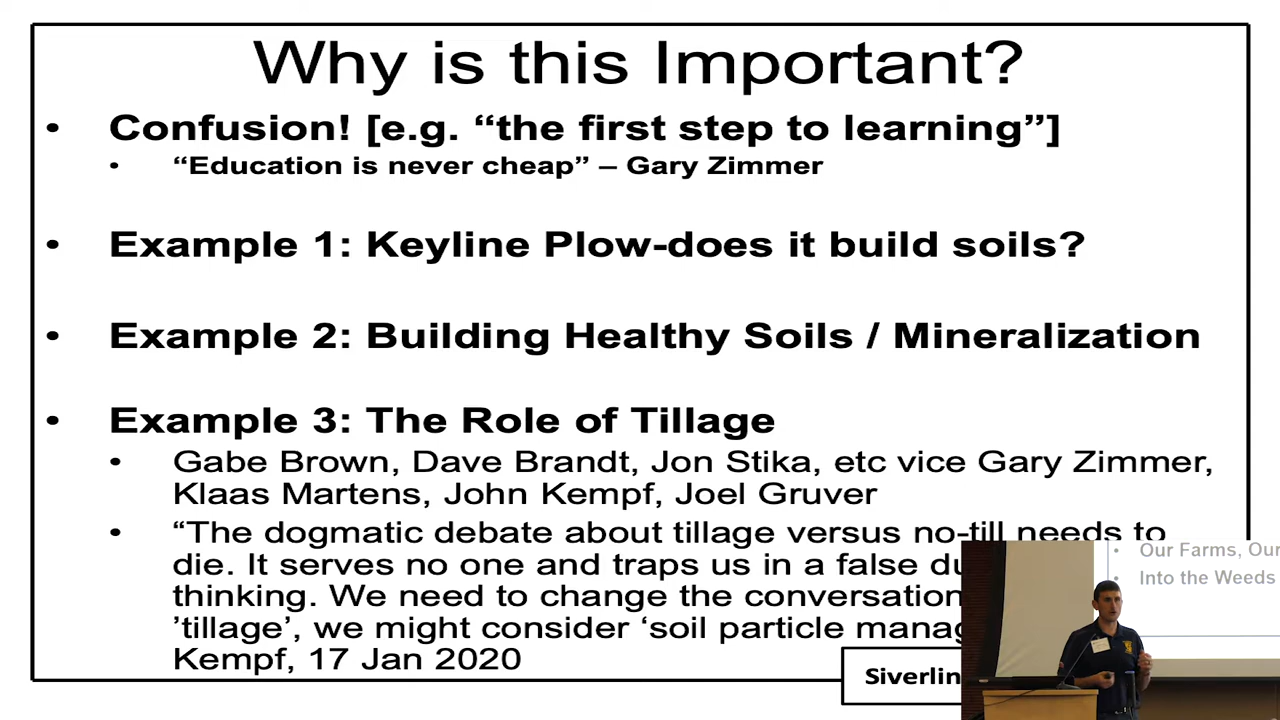 Why is this Important?
• Confusion! [e.g. “the first step to learning”]
• “Education is never cheap” – Gary Zimmer
• Example 1: Keyline Plow-does it build soils?
• Example 2: Building Healthy Soils / Mineralization
• Example 3: The Role of Tillage
• Gabe Brown, Dave Brandt, Jon Stika, etc vice Gary Zimmer,
Klaas Martens, John Kempf, Joel Gruver
• “The dogmatic debate about tillage versus no-till needs to
die. It serves no one and traps us in a false
thinking. We need to change the conversation
’tillage’, we might consider ‘soil particle
Kempf, 17 Jan 2020
• Our Farms, Our
• Into the Weeds